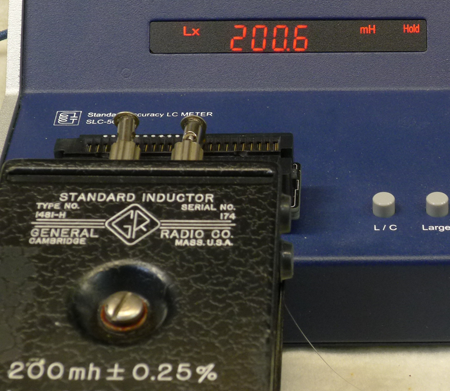 Lx 200.6 mH Hold
Standard Accuracy LC METER
SLC-
L/C Large
STANDARD INDUCTOR
TYPE NO. SERIAL NO.
1481-H 174
GR
GENERAL RADIO CO.
CAMBRIDGE MASS. U.S.A.
200mh ± 0.25%